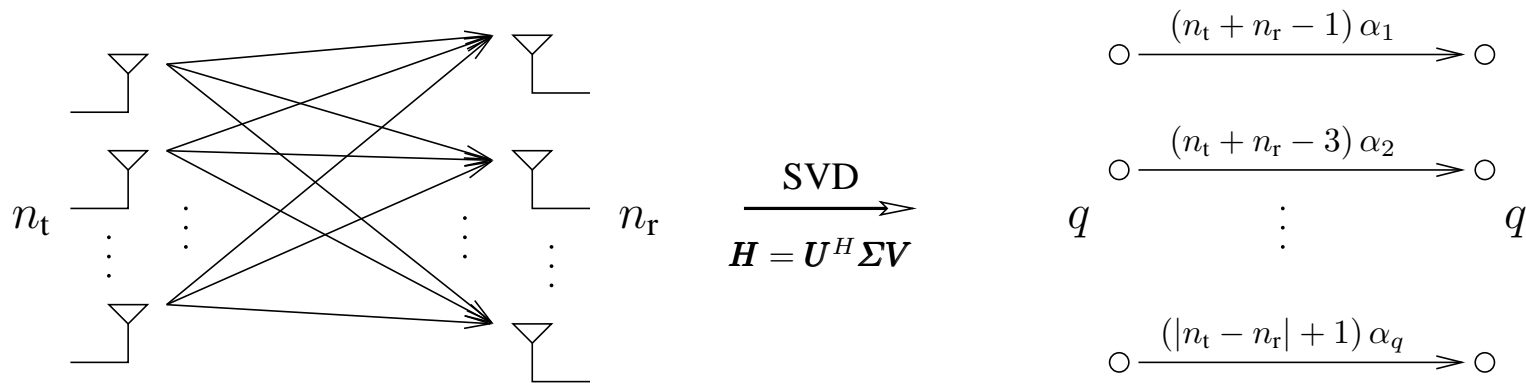 n_t
n_r
SVD
H = U^H ΣV
(n_t + n_r − 1) α_1
(n_t + n_r − 3) α_2
q
q
(|n_t − n_r| + 1) α_q